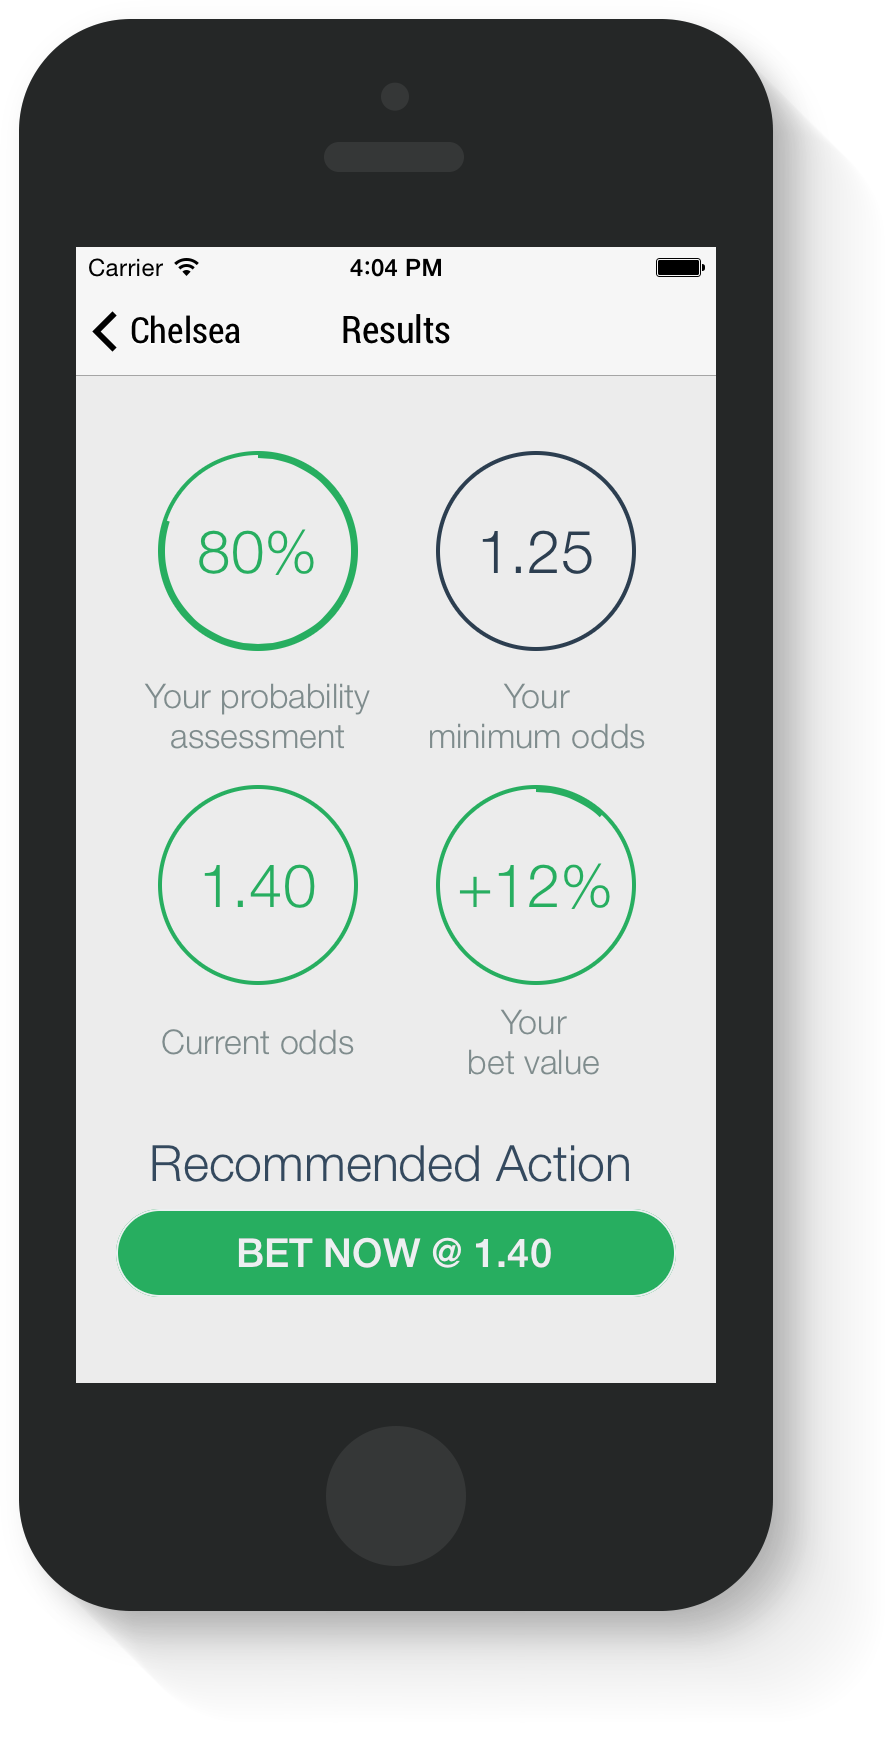 Carrier 4:04 PM
Chelsea Results
80% 1.25
Your probability Your
assessment minimum odds
1.40 +12%
Current odds Your
bet value
Recommended Action
BET NOW @ 1.40